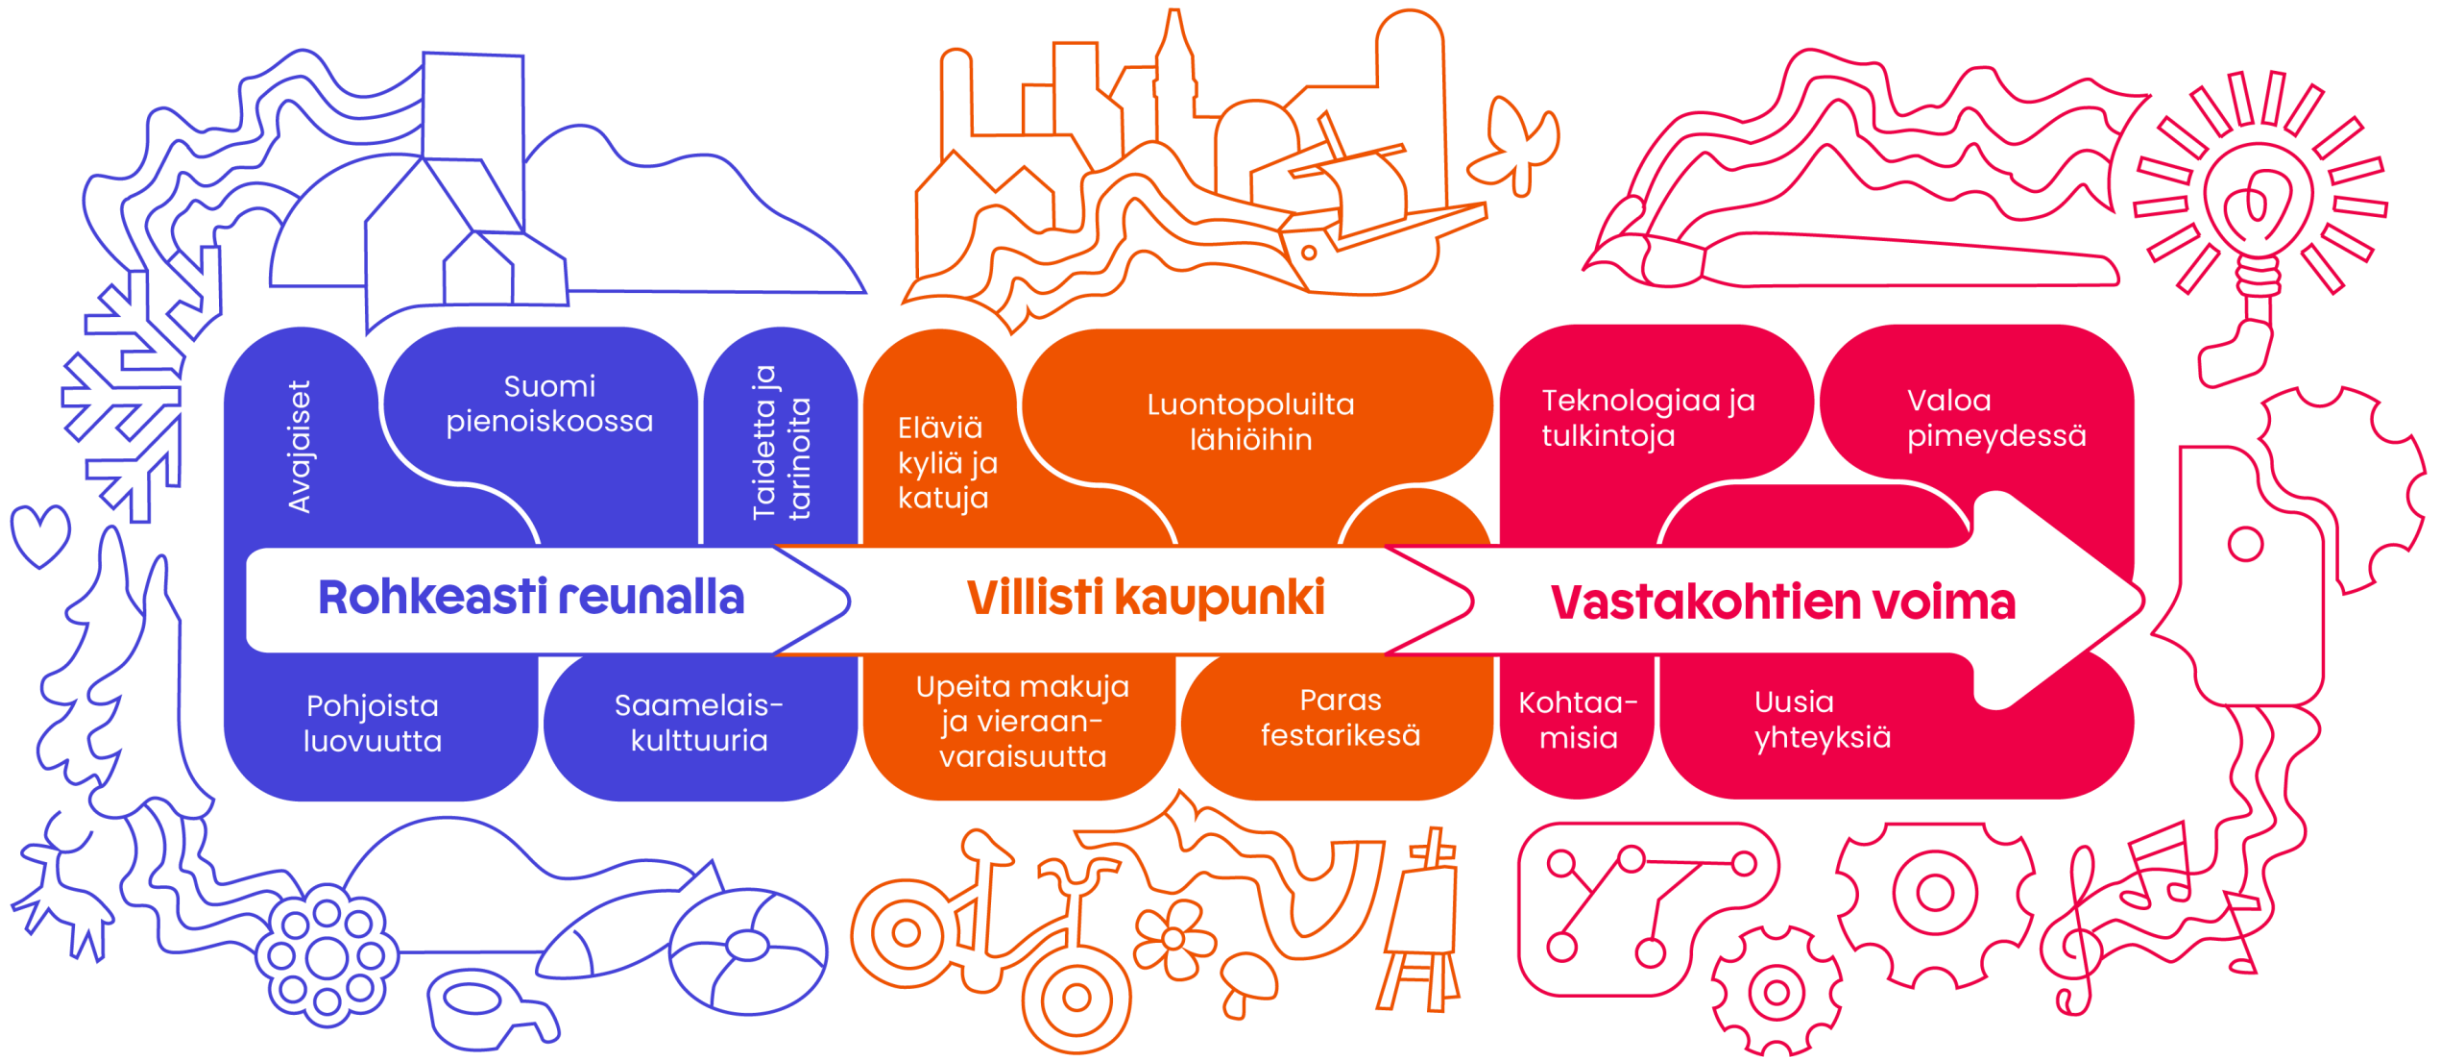 Avajaiset
Suomi
pienoiskoossa
Taidetta ja
tarinoita
Eläviä
kyliä ja
katuja
Luontopoluilta
lähiöihin
Teknologiaa ja
tulkintoja
Valoa
pimeydessä
Rohkeasti reunalla
Villisti kaupunki
Vastakohtien voima
Pohjoista
luovuutta
Saamelais-
kulttuuria
Upeita makuja
ja vieraan-
varaisuutta
Paras
festarikesä
Kohtaa-
misia
Uusia
yhteyksiä